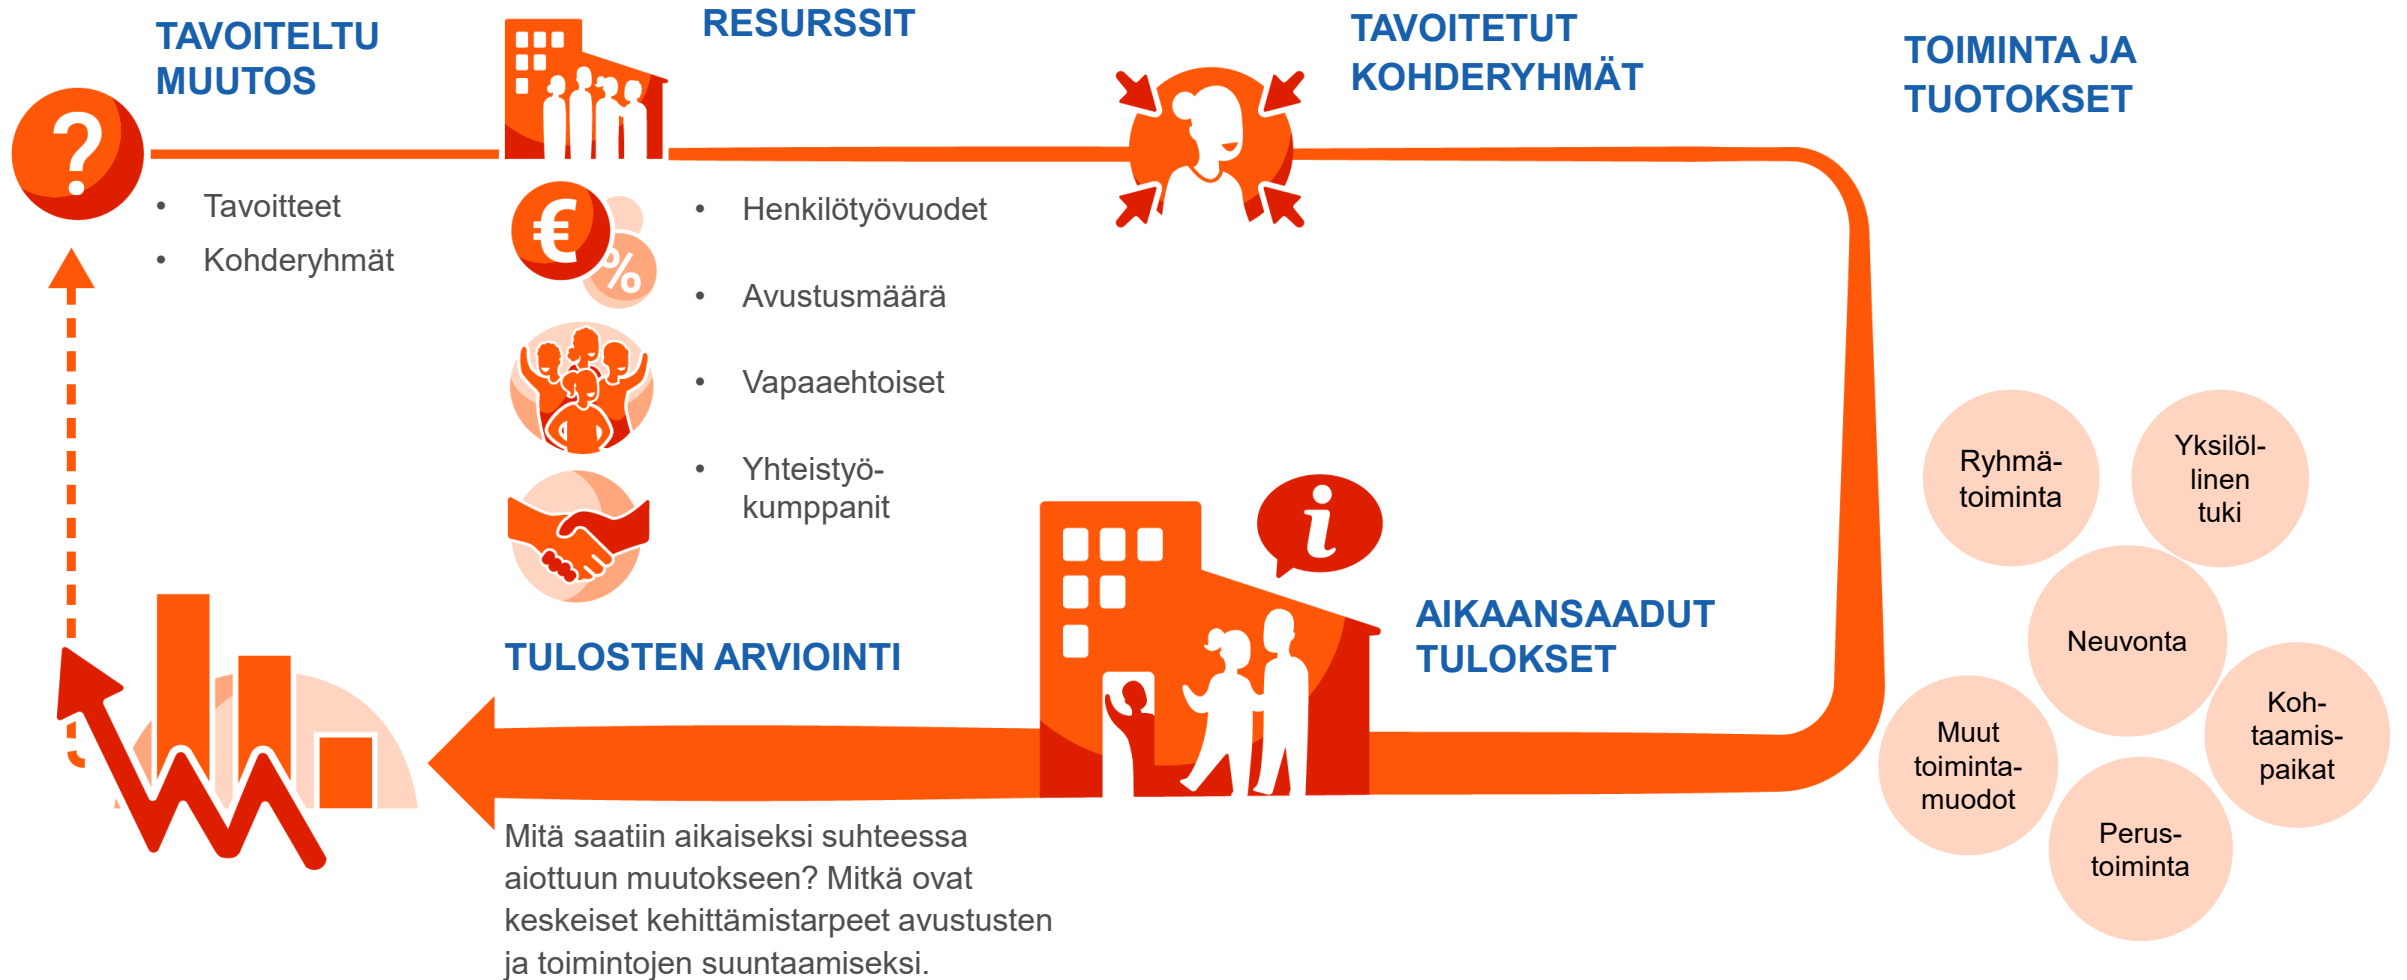 TAVOITELTU
MUUTOS
?
• Tavoitteet
• Kohderyhmät
RESURSSIT
€
%
• Henkilötyövuodet
• Avustusmäärä
• Vapaaehtoiset
• Yhteistyö-
kumppanit
TAVOITETUT
KOHDERYHMÄT
TOIMINTA JA
TUOTOKSET
Ryhmä-
toiminta
Yksilöl-
linen
tuki
Neuvonta
Koh-
taamis-
paikat
Muut
toiminta-
muodot
Perus-
toiminta
i
AIKAANSAADUT
TULOKSET
TULOSTEN ARVIOINTI
Mitä saatiin aikaiseksi suhteessa
aiottuun muutokseen? Mitkä ovat
keskeiset kehittämistarpeet avustusten
ja toimintojen suuntaamiseksi.